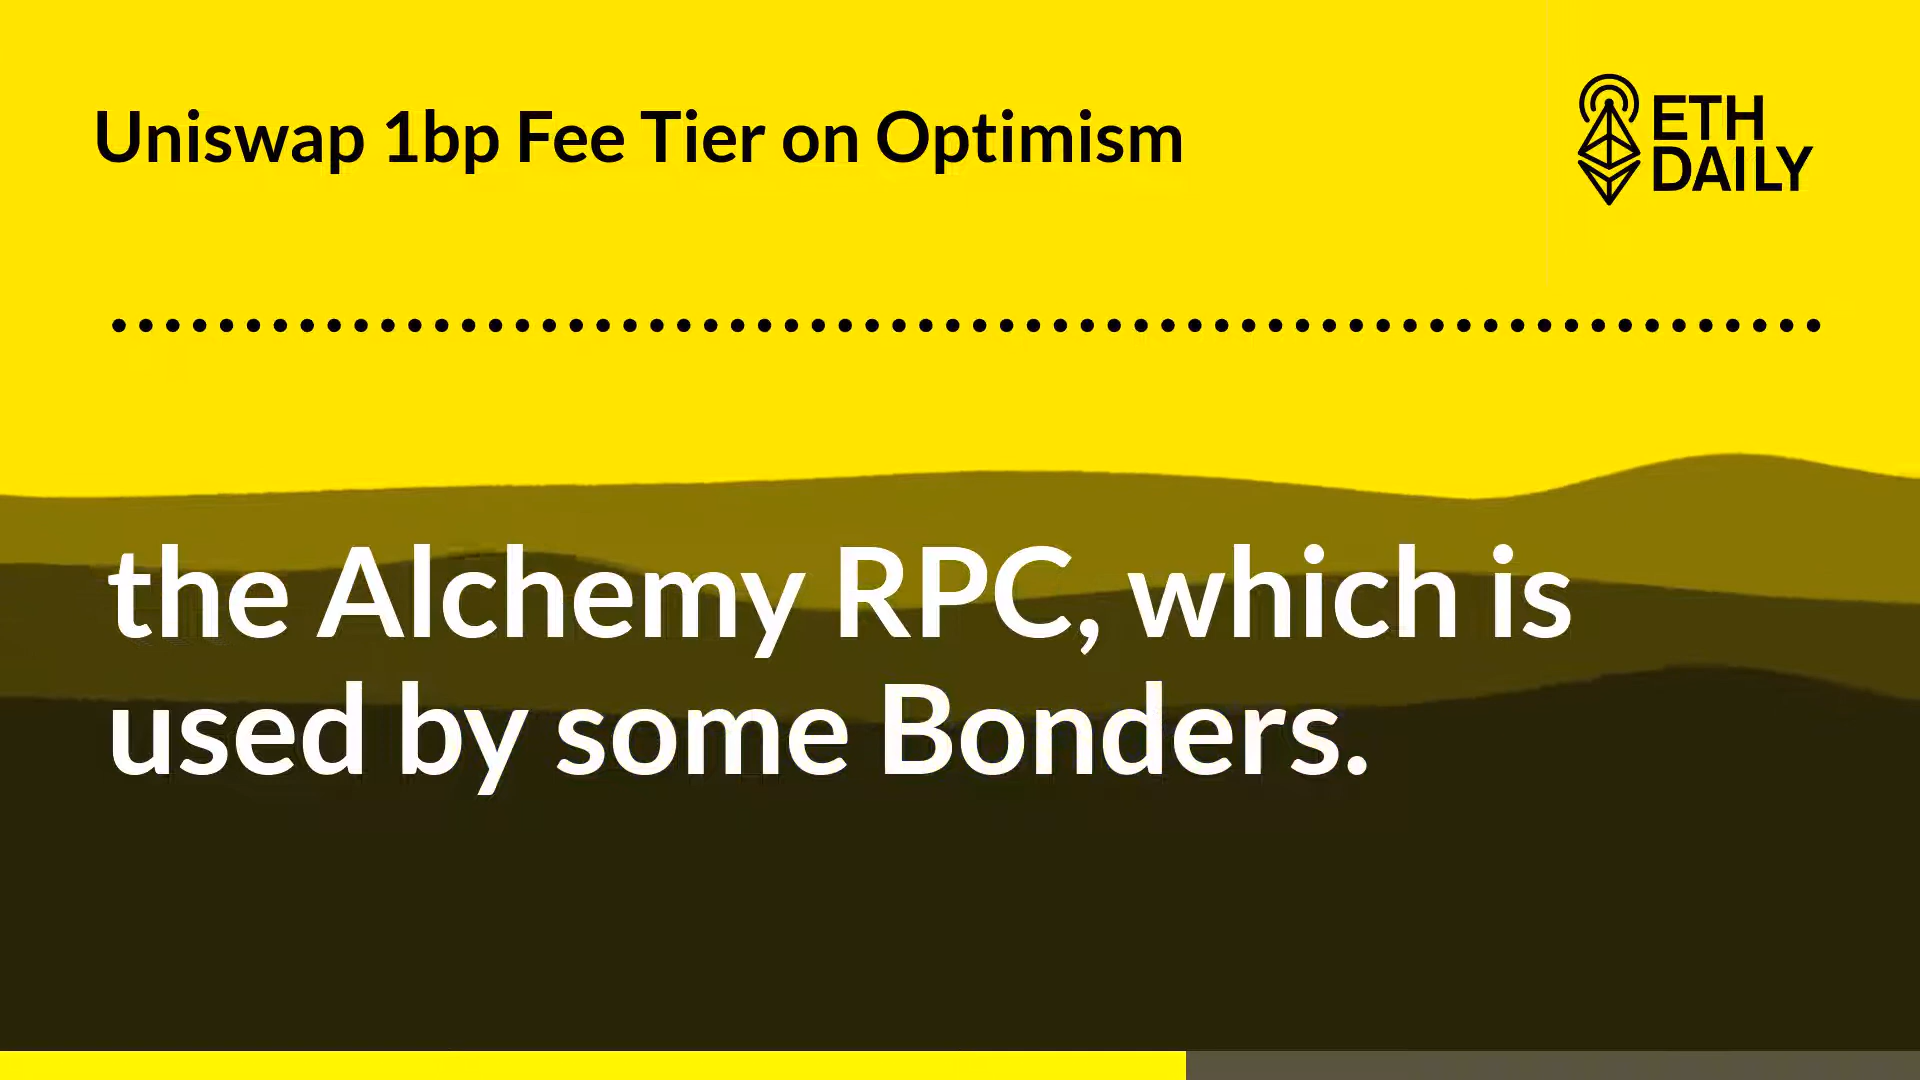 Uniswap 1bp Fee Tier on Optimism
ETH
DAILY
the Alchemy RPC, which is
used by some Bonders.